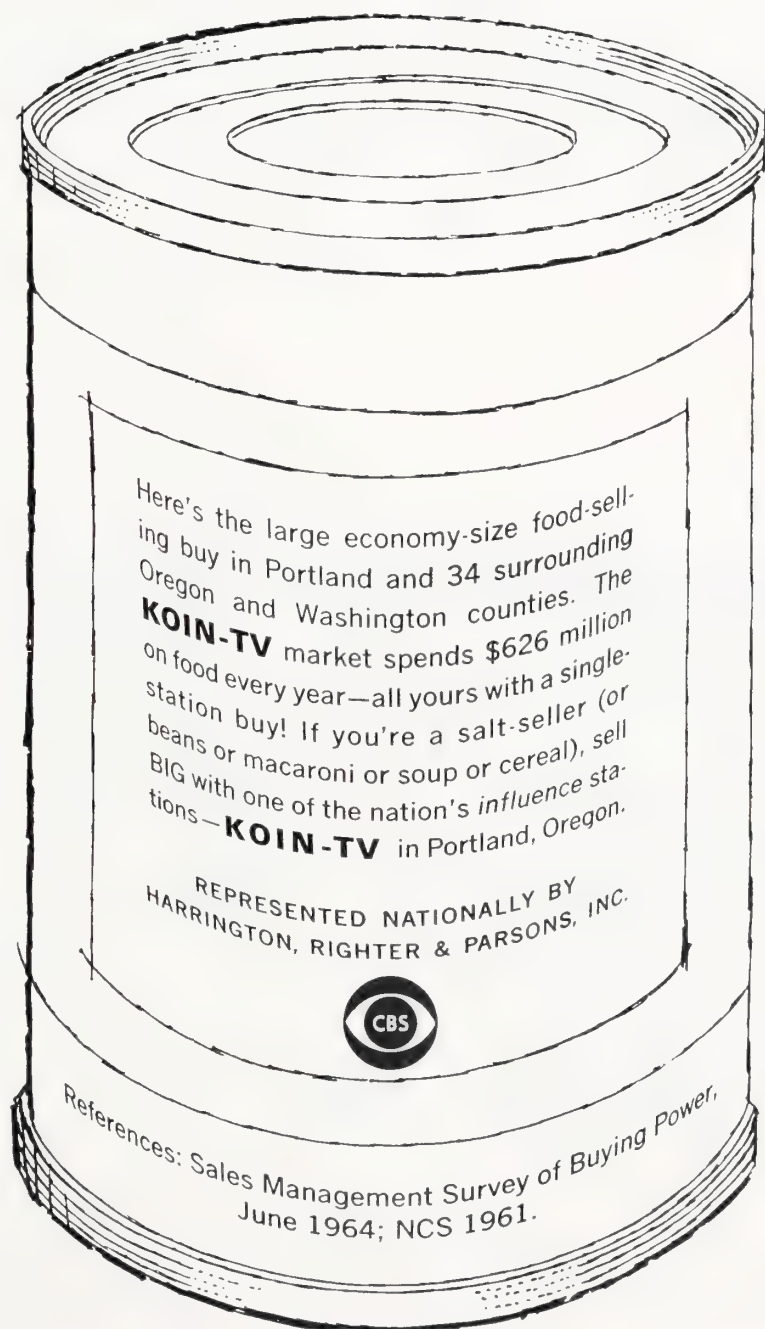 Here's the large economy-size food-sell-
ing buy in Portland and 34 surrounding
Oregon and Washington counties. The
KOIN-TV market spends $626 million
on food every year—all yours with a single-
station buy! If you're a salt-seller (or
beans or macaroni or soup or cereal), sell
BIG with one of the nation's influence sta-
tions—KOIN-TV in Portland, Oregon.
REPRESENTED NATIONALLY BY
HARRINGTON, RIGHTER & PARSONS, INC.
CBS
References: Sales Management Survey of Buying Power,
June 1964; NCS 1961.